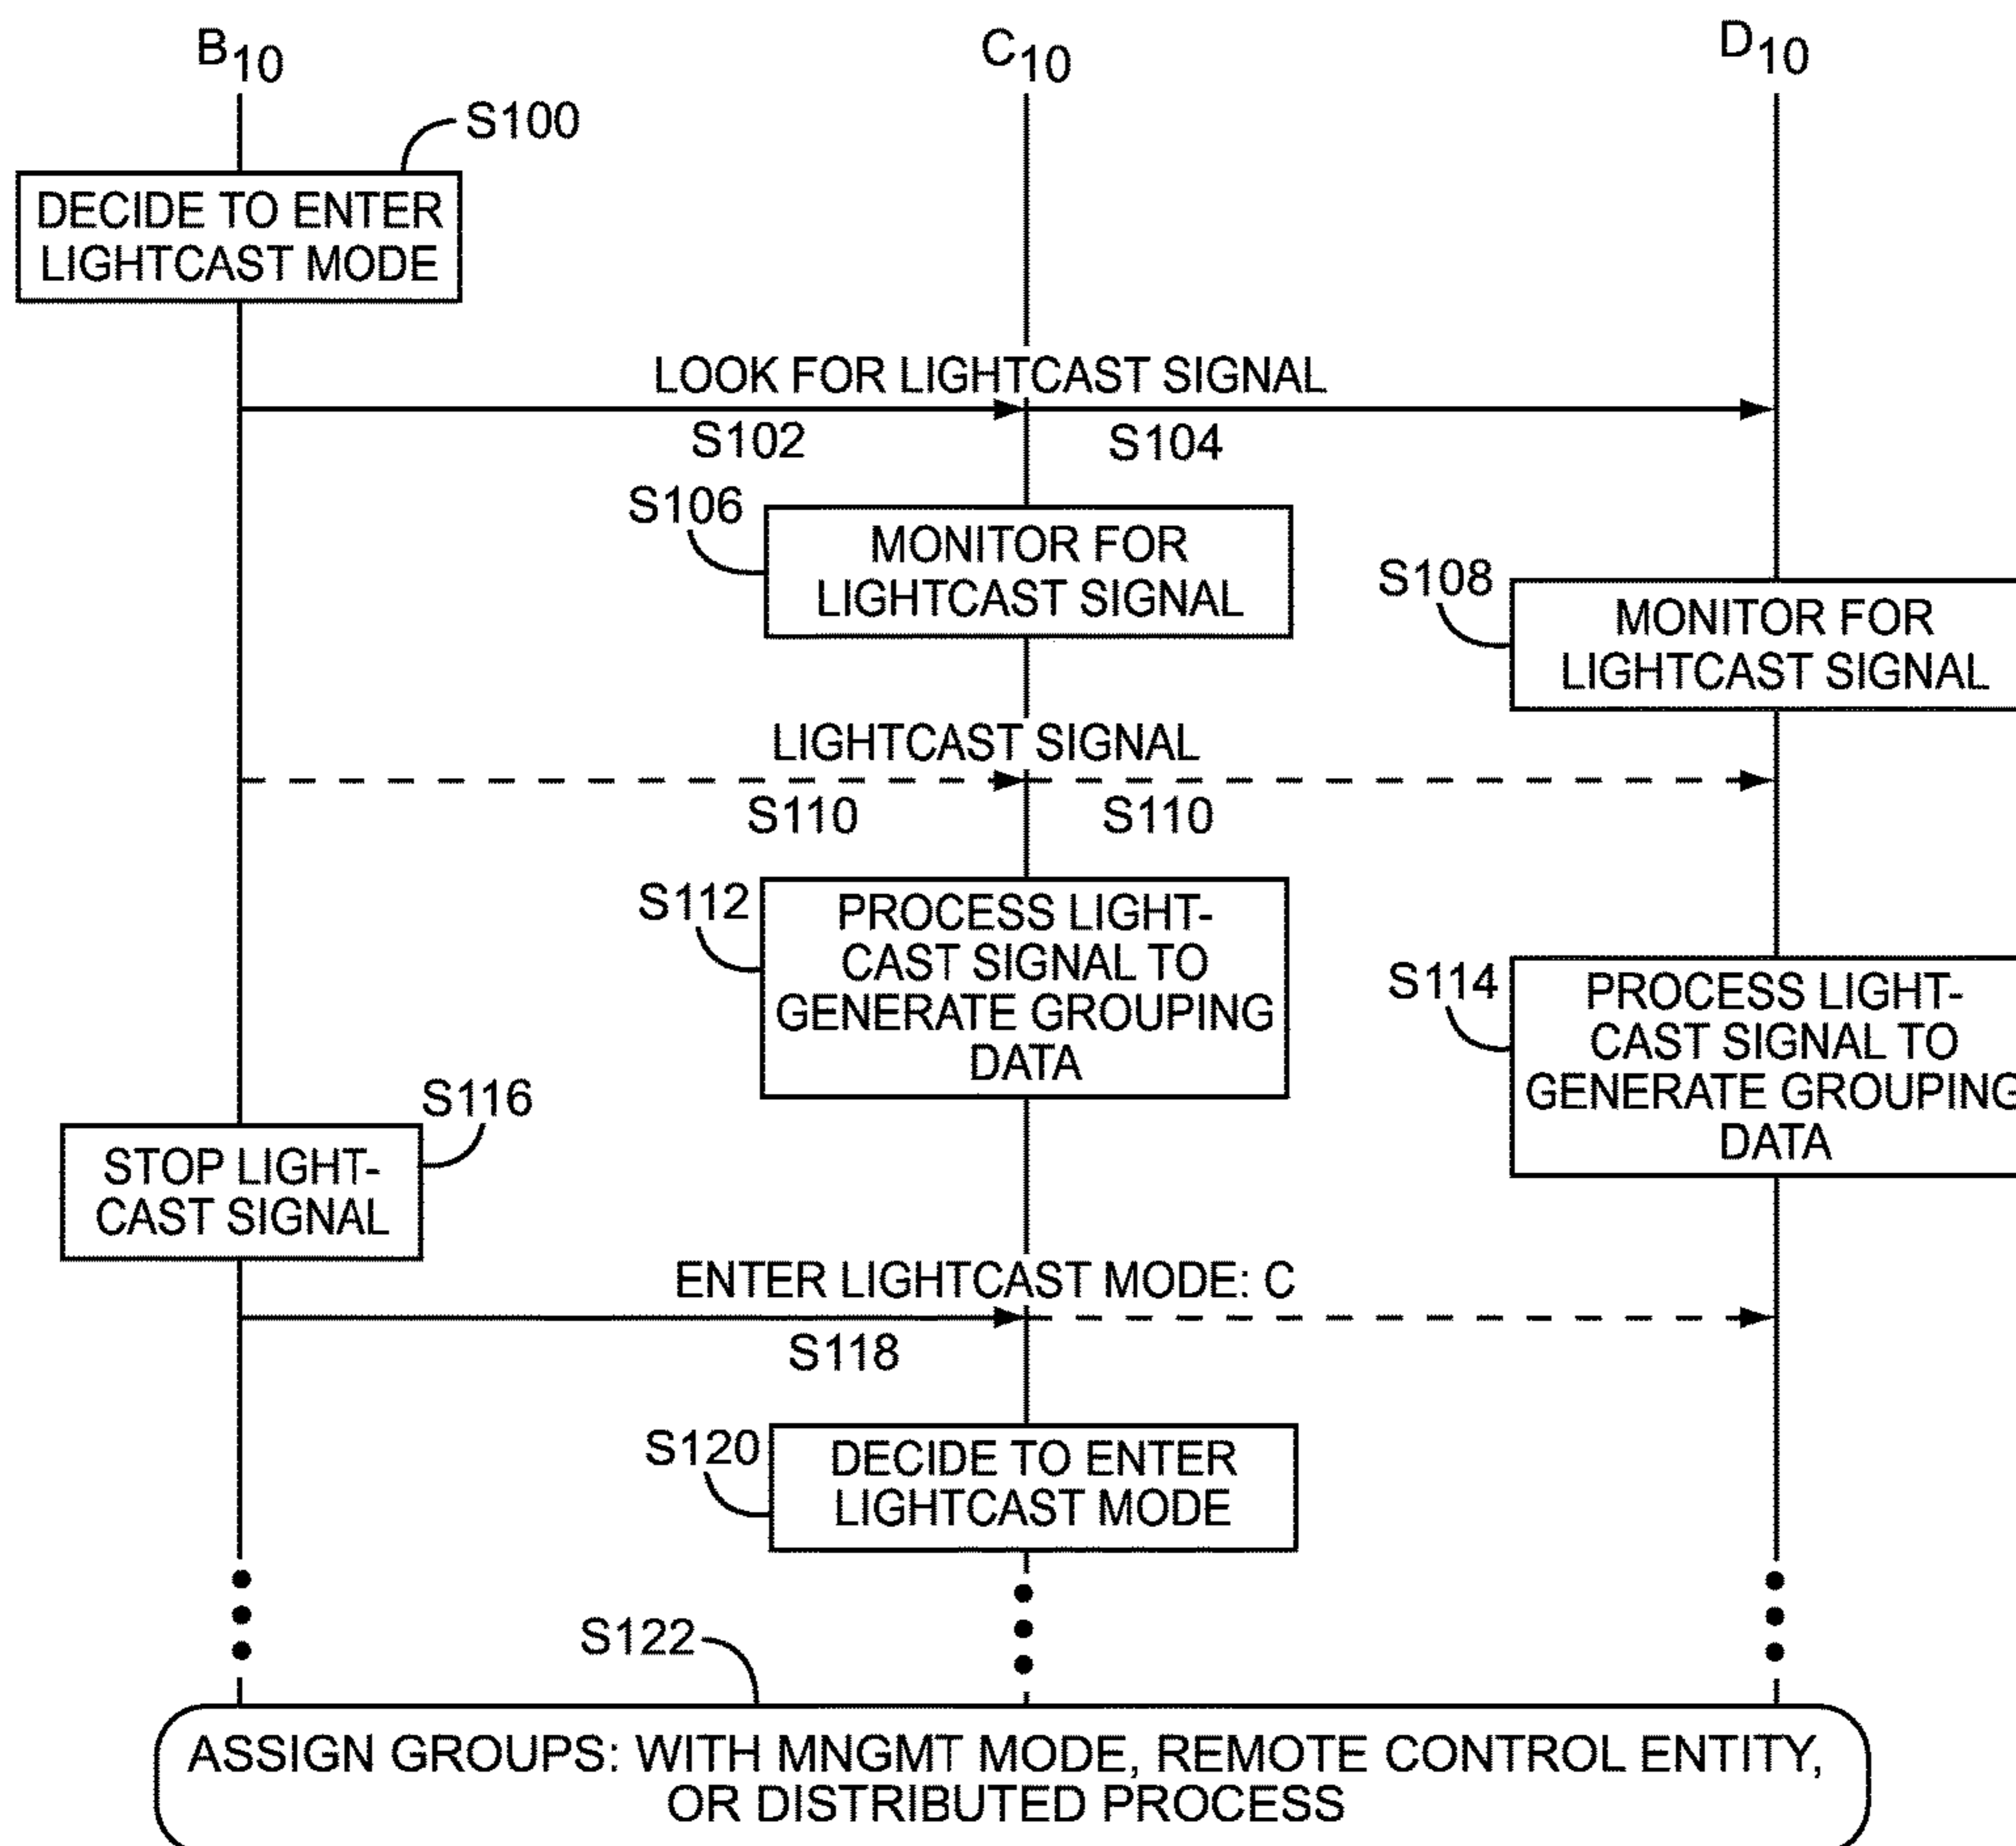 B10
C10
D10
S100
DECIDE TO ENTER
LIGHTCAST MODE
LOOK FOR LIGHTCAST SIGNAL
S102
S104
S106
MONITOR FOR
LIGHTCAST SIGNAL
S108
MONITOR FOR
LIGHTCAST SIGNAL
LIGHTCAST SIGNAL
S110
S110
S112
PROCESS LIGHT-
CAST SIGNAL TO
GENERATE GROUPING
DATA
S114
PROCESS LIGHT-
CAST SIGNAL TO
GENERATE GROUPING
DATA
S116
STOP LIGHT-
CAST SIGNAL
ENTER LIGHTCAST MODE: C
S118
S120
DECIDE TO ENTER
LIGHTCAST MODE
S122
ASSIGN GROUPS: WITH MNGMT MODE, REMOTE CONTROL ENTITY,
OR DISTRIBUTED PROCESS